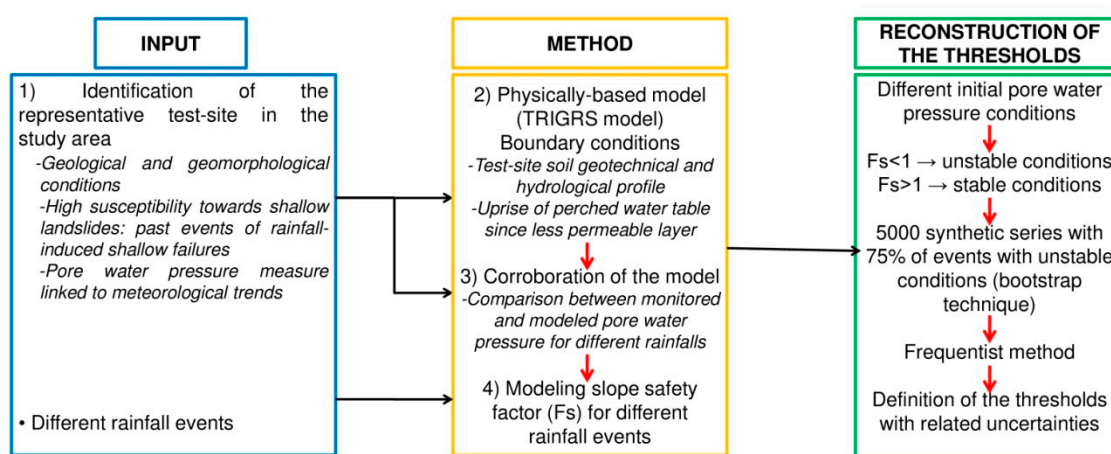 INPUT
1) Identification of the
representative test-site in the
study area
-Geological and geomorphological
conditions
-High susceptibility towards shallow
landslides: past events of rainfall-
induced shallow failures
-Pore water pressure measure
linked to meteorological trends
• Different rainfall events
METHOD
2) Physically-based model
(TRIGRS model)
Boundary conditions
-Test-site soil geotechnical and
hydrological profile
-Uprise of perched water table
since less permeable layer
3) Corroboration of the model
-Comparison between monitored
and modeled pore water
pressure for different rainfalls
4) Modeling slope safety
factor (Fs) for different
rainfall events
RECONSTRUCTION OF
THE THRESHOLDS
Different initial pore water
pressure conditions
Fs<1 → unstable conditions
Fs>1 → stable conditions
5000 synthetic series with
75% of events with unstable
conditions (bootstrap
technique)
Frequentist method
Definition of the thresholds
with related uncertainties